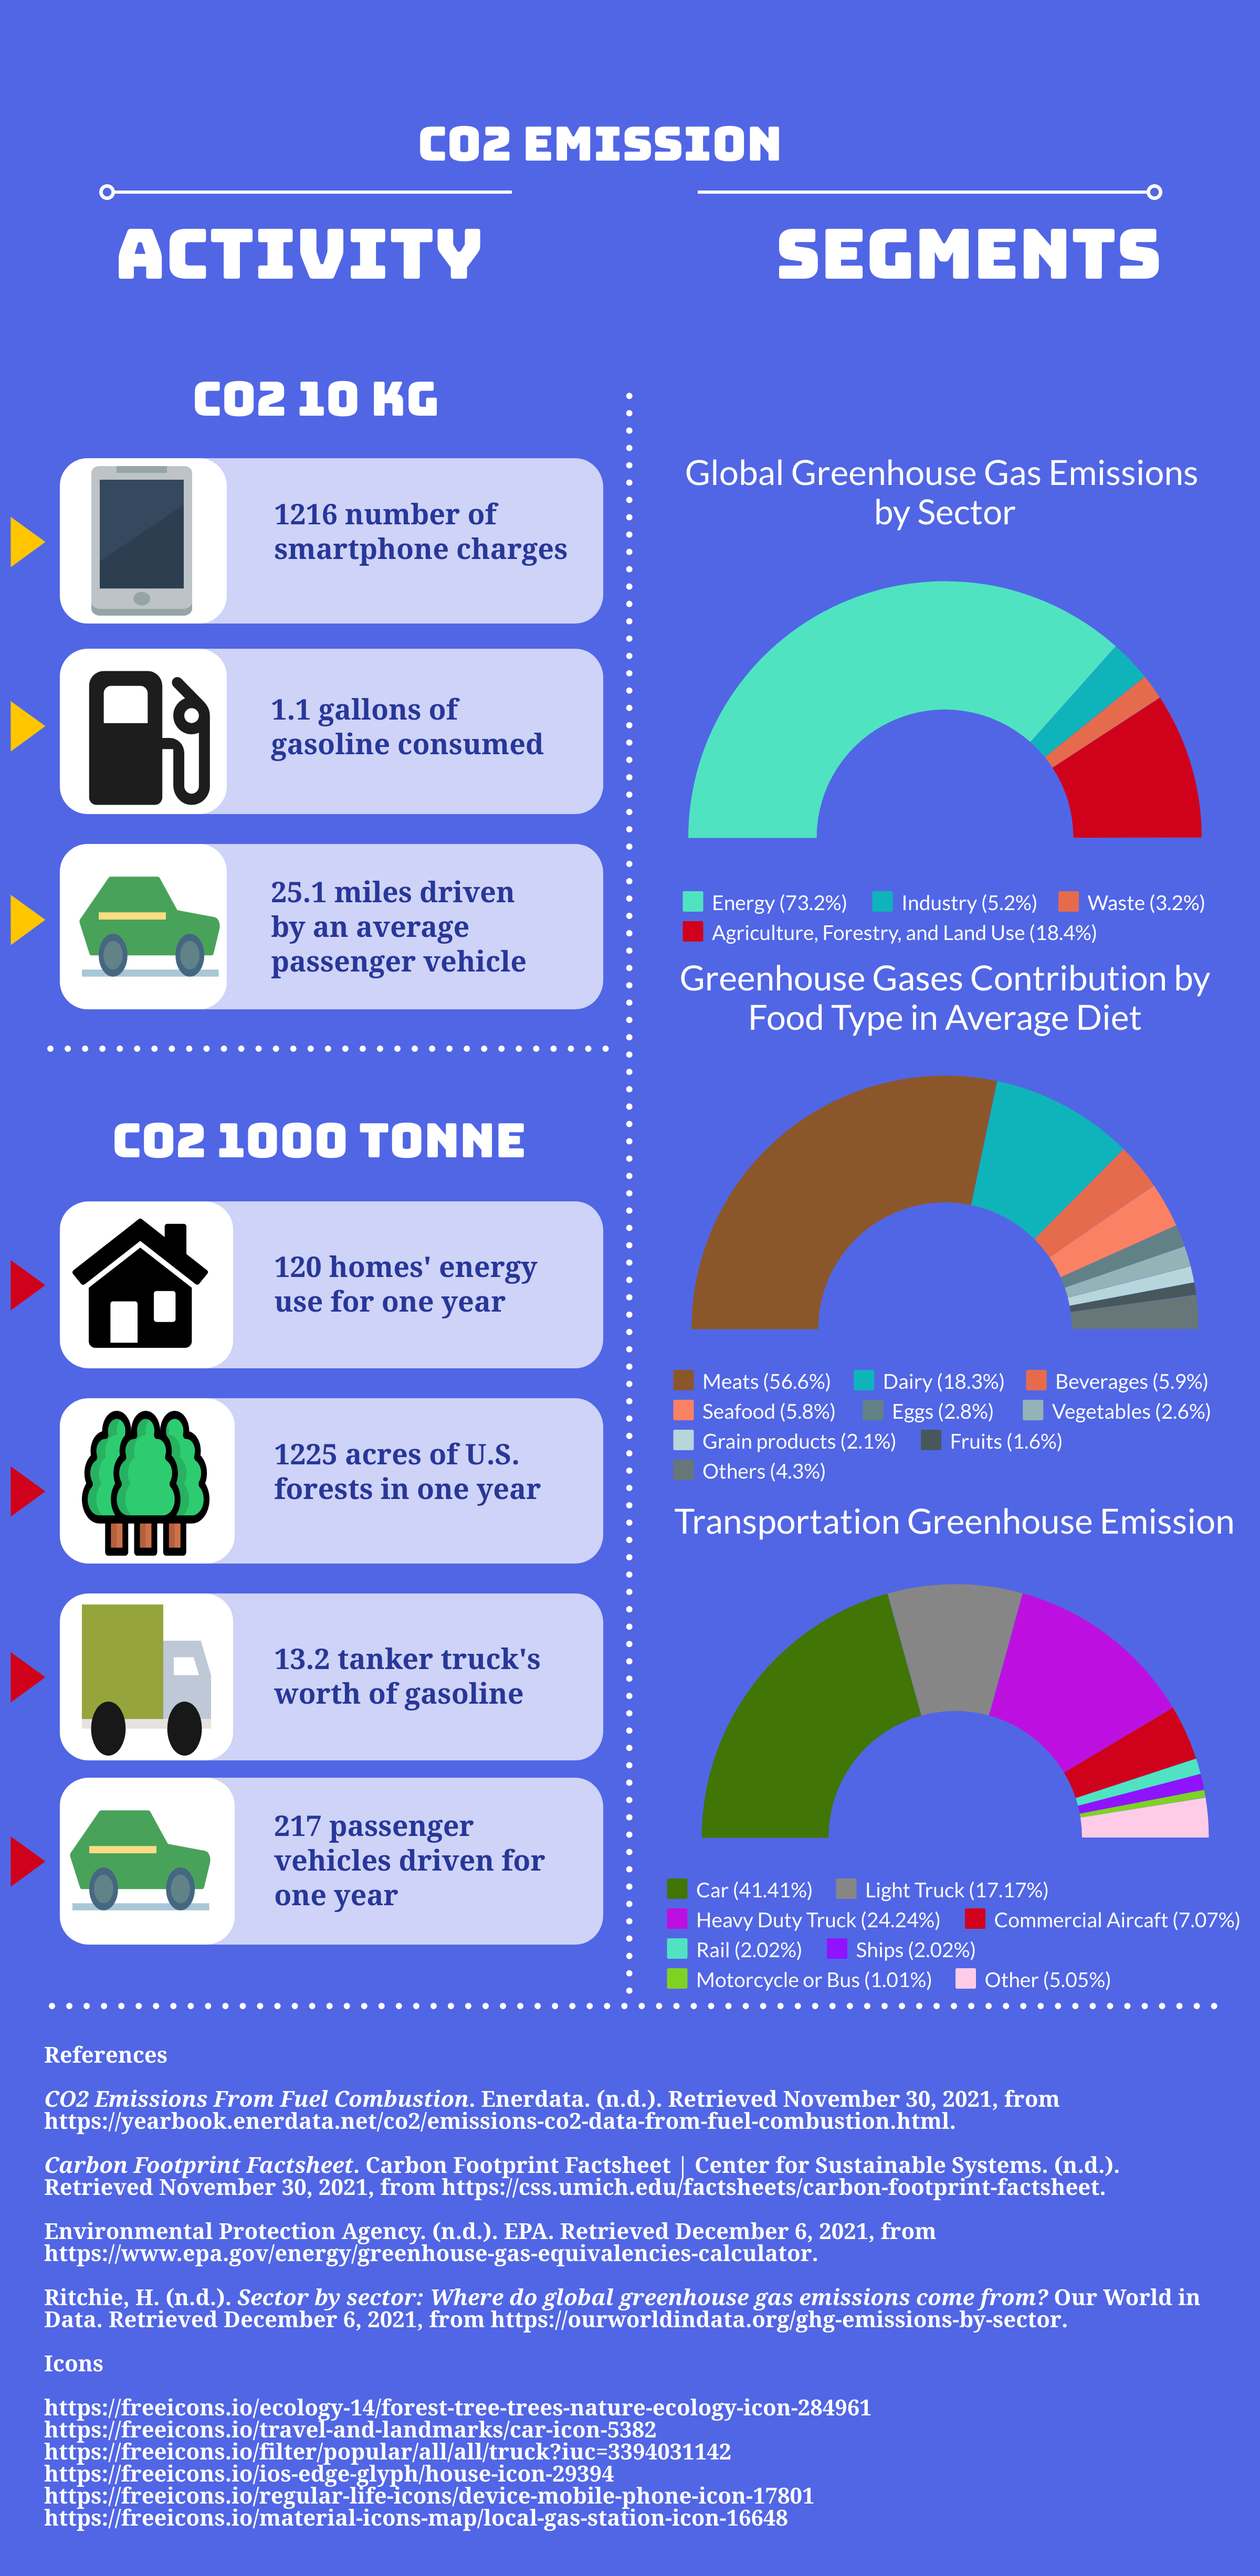 CO2 EMISSION
ACTIVITY
SEGMENTS
CO2 10 KG
1216 number of
smartphone charges
1.1 gallons of
gasoline consumed
25.1 miles driven
by an average
passenger vehicle
CO2 1000 TONNE
120 homes' energy
use for one year
1225 acres of U.S.
forests in one year
13.2 tanker truck's
worth of gasoline
217 passenger
vehicles driven for
one year
Global Greenhouse Gas Emissions
by Sector
Energy (73.2%) Industry (5.2%) Waste (3.2%)
Agriculture, Forestry, and Land Use (18.4%)
Greenhouse Gases Contribution by
Food Type in Average Diet
Meats (56.6%) Dairy (18.3%) Beverages (5.9%)
Seafood (5.8%) Eggs (2.8%) Vegetables (2.6%)
Grain products (2.1%) Fruits (1.6%)
Others (4.3%)
Transportation Greenhouse Emission
Car (41.41%) Light Truck (17.17%)
Heavy Duty Truck (24.24%) Commercial Aircaft (7.07%)
Rail (2.02%) Ships (2.02%)
Motorcycle or Bus (1.01%) Other (5.05%)
References
CO2 Emissions From Fuel Combustion. Enerdata. (n.d.). Retrieved November 30, 2021, from
https://yearbook.enerdata.net/co2/emissions-co2-data-from-fuel-combustion.html.
Carbon Footprint Factsheet. Carbon Footprint Factsheet | Center for Sustainable Systems. (n.d.).
Retrieved November 30, 2021, from https://css.umich.edu/factsheets/carbon-footprint-factsheet.
Environmental Protection Agency. (n.d.). EPA. Retrieved December 6, 2021, from
https://www.epa.gov/energy/greenhouse-gas-equivalencies-calculator.
Ritchie, H. (n.d.). Sector by sector: Where do global greenhouse gas emissions come from? Our World in
Data. Retrieved December 6, 2021, from https://ourworldindata.org/ghg-emissions-by-sector.
Icons
https://freeicons.io/ecology-14/forest-tree-trees-nature-ecology-icon-284961
https://freeicons.io/travel-and-landmarks/car-icon-5382
https://freeicons.io/filter/popular/all/all/truck?iuc=3394031142
https://freeicons.io/ios-edge-glyph/house-icon-29394
https://freeicons.io/regular-life-icons/device-mobile-phone-icon-17801
https://freeicons.io/material-icons-map/local-gas-station-icon-16648